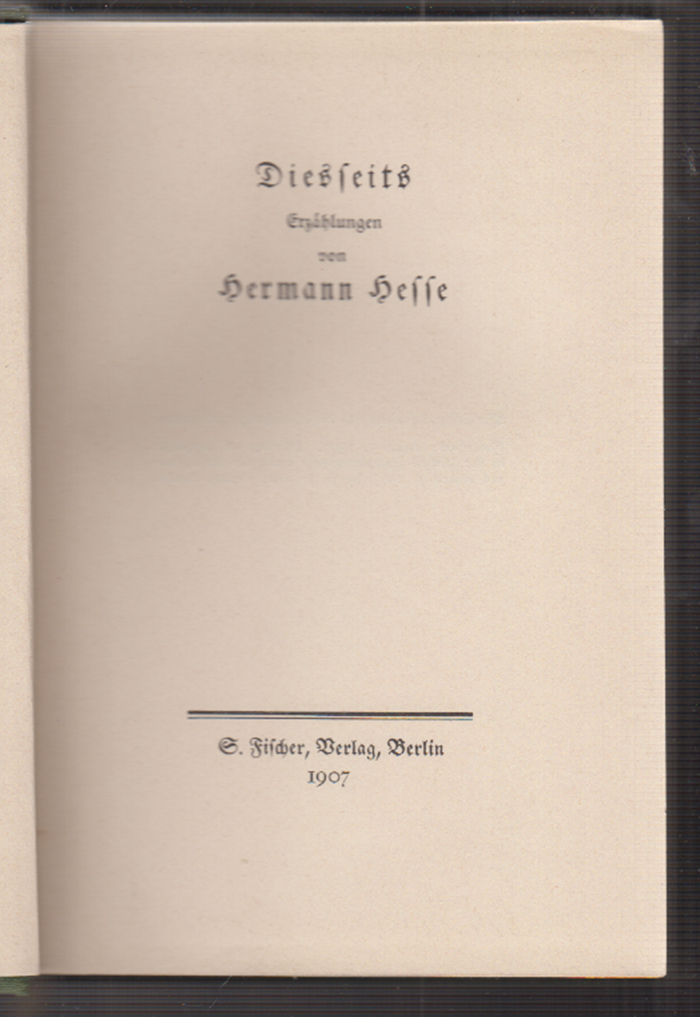 Diesſeits
Erzählungen
von
Hermann Heſſe
S. Fiſcher, Verlag, Berlin
1907